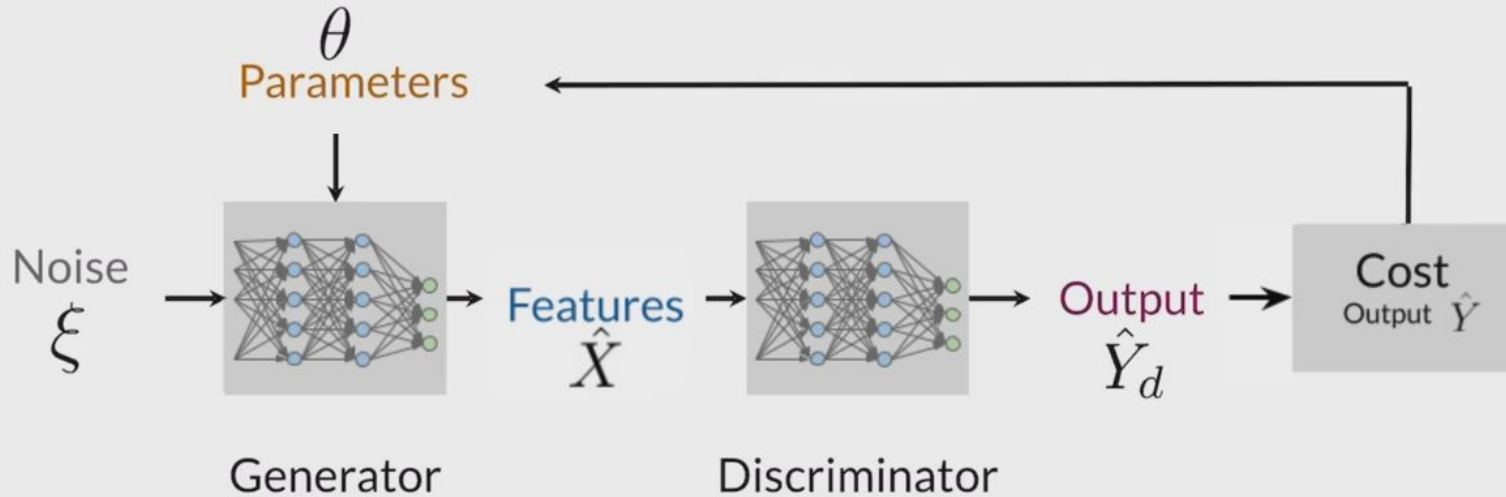 θ
Parameters
Noise
ξ
Features
X̂
Output
Ŷ_d
Cost
Output Ŷ
Generator
Discriminator